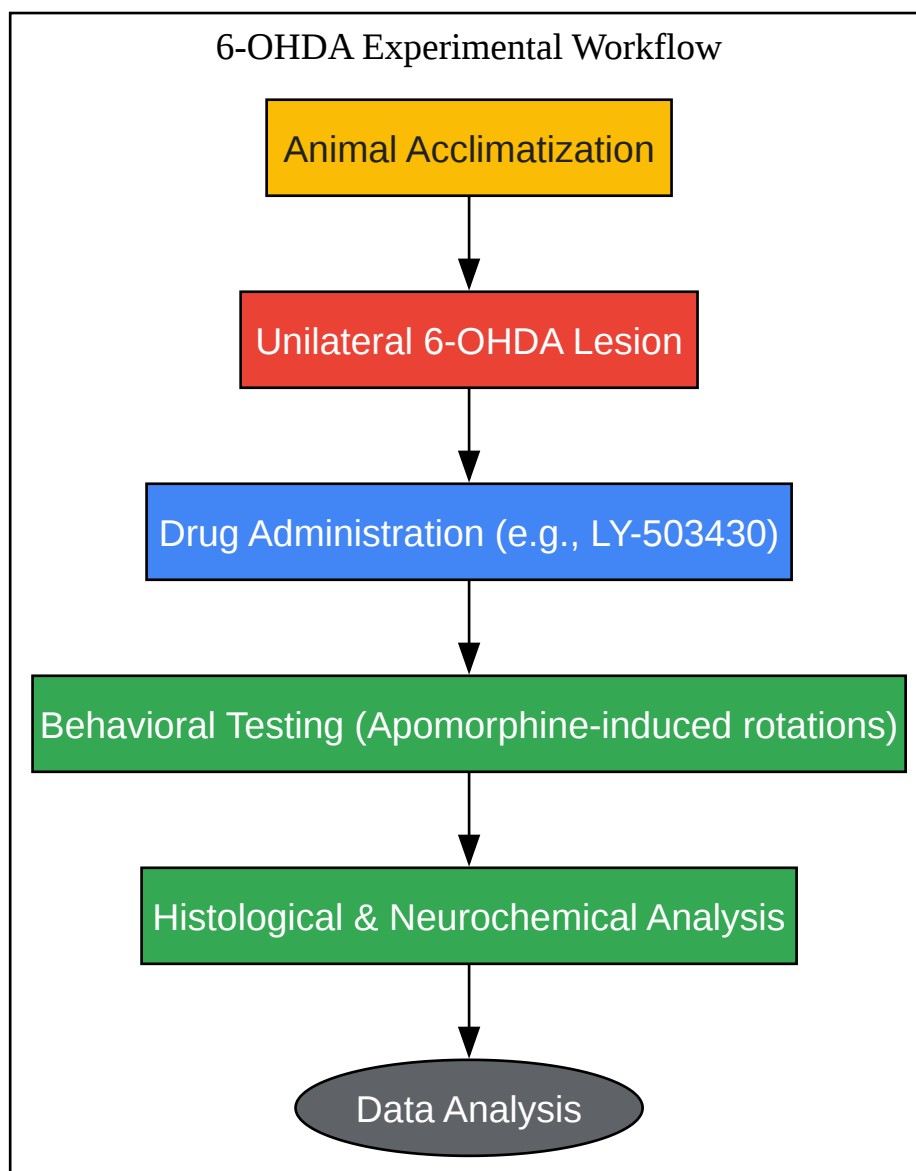 6-OHDA Experimental Workflow
Animal Acclimatization
Unilateral 6-OHDA Lesion
Drug Administration (e.g., LY-503430)
Behavioral Testing (Apomorphine-induced rotations)
Histological & Neurochemical Analysis
Data Analysis